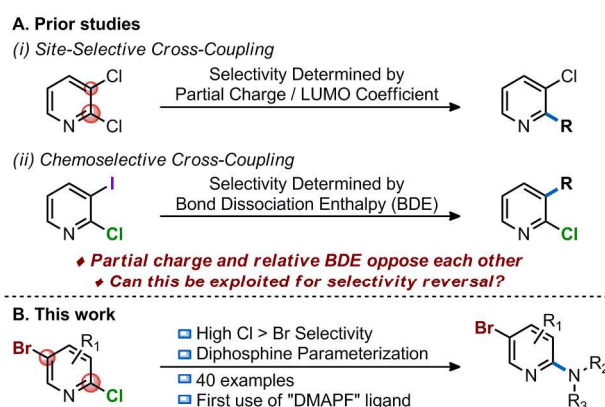 A. Prior studies
(i) Site-Selective Cross-Coupling
Cl
Cl
N
Selectivity Determined by
Partial Charge / LUMO Coefficient
Cl
R
N
(ii) Chemoselective Cross-Coupling
I
Cl
N
Selectivity Determined by
Bond Dissociation Enthalpy (BDE)
R
Cl
N
♦ Partial charge and relative BDE oppose each other
♦ Can this be exploited for selectivity reversal?
B. This work
Br
R1
N
Cl
High Cl > Br Selectivity
Diphosphine Parameterization
40 examples
First use of "DMAPF" ligand
Br
R1
N
N
R2
R3